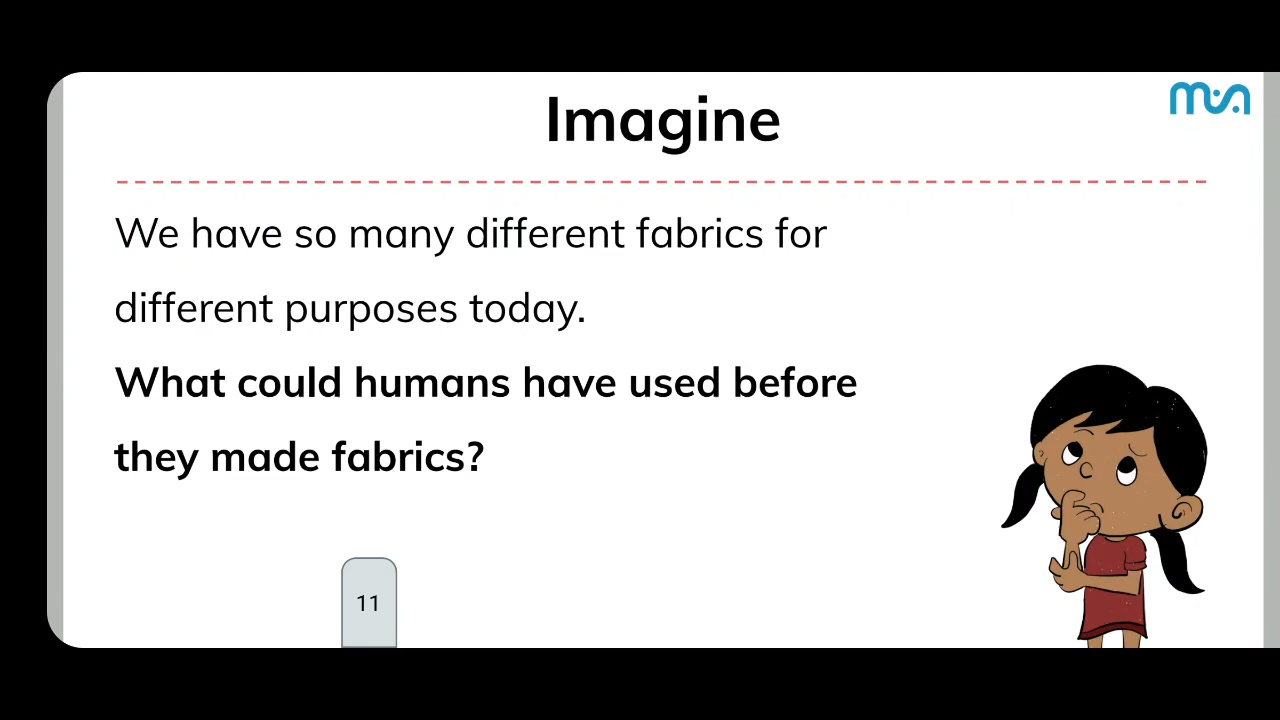 Imagine
We have so many different fabrics for
different purposes today.
What could humans have used before
they made fabrics?
11